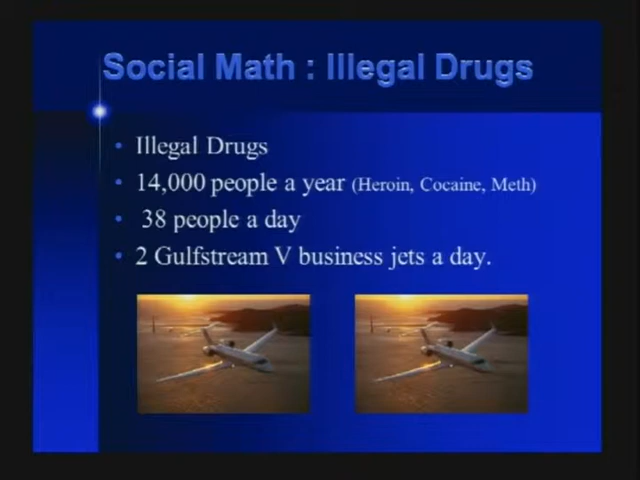 Social Math : Illegal Drugs
Illegal Drugs
14,000 people a year (Heroin, Cocaine, Meth)
38 people a day
2 Gulfstream V business jets a day.